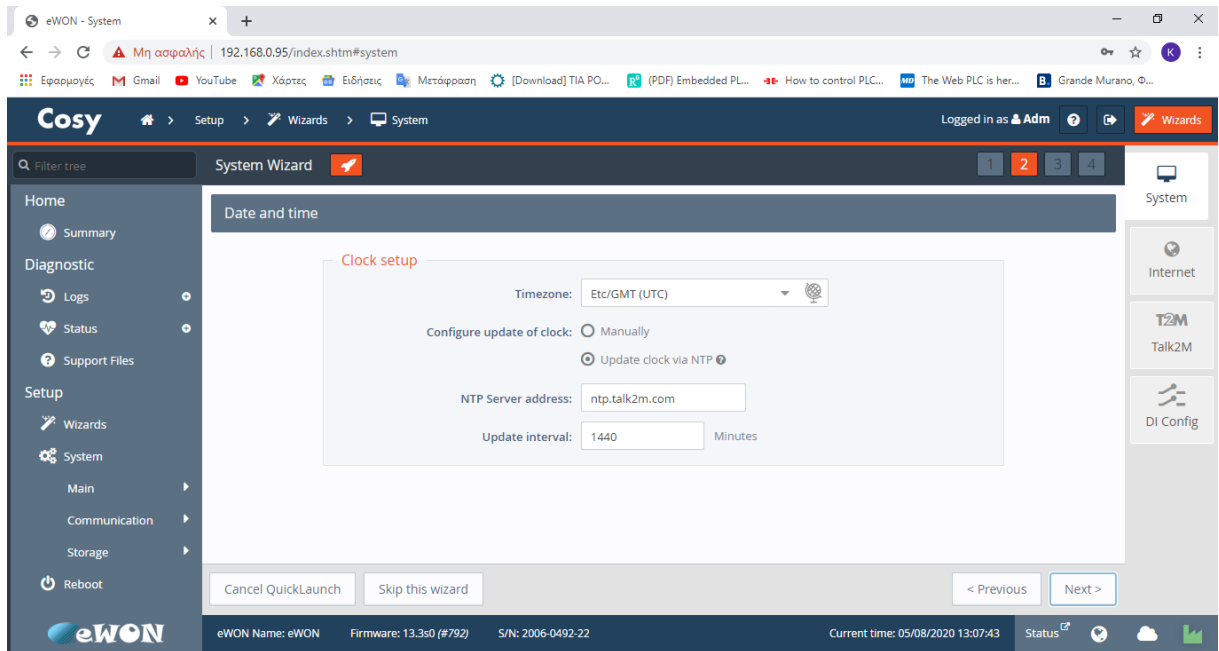 eWON - System
Μη ασφαλής | 192.168.0.95/index.shtm#system
K
Εφαρμογές Gmail YouTube Χάρτες Ειδήσεις Μετάφραση [Download] TIA PO... (PDF) Embedded PL... How to control PLC... The Web PLC is her... Grande Murano, Φ...
Cosy Setup Wizards System Logged in as Adm Wizards
Filter tree System Wizard 1 2 3 4
System
Home
Date and time
Summary
Diagnostic
Clock setup
Internet
Logs
Timezone: Etc/GMT (UTC)
Status
Configure update of clock: Manually
T2M
Talk2M
Support Files
Update clock via NTP
Setup
NTP Server address: ntp.talk2m.com
Wizards
DI Config
Update interval: 1440 Minutes
System
Main
Communication
Storage
Reboot
Cancel QuickLaunch Skip this wizard < Previous Next >
eWON
eWON Name: eWON Firmware: 13.3s0 (#792) S/N: 2006-0492-22 Current time: 05/08/2020 13:07:43 Status